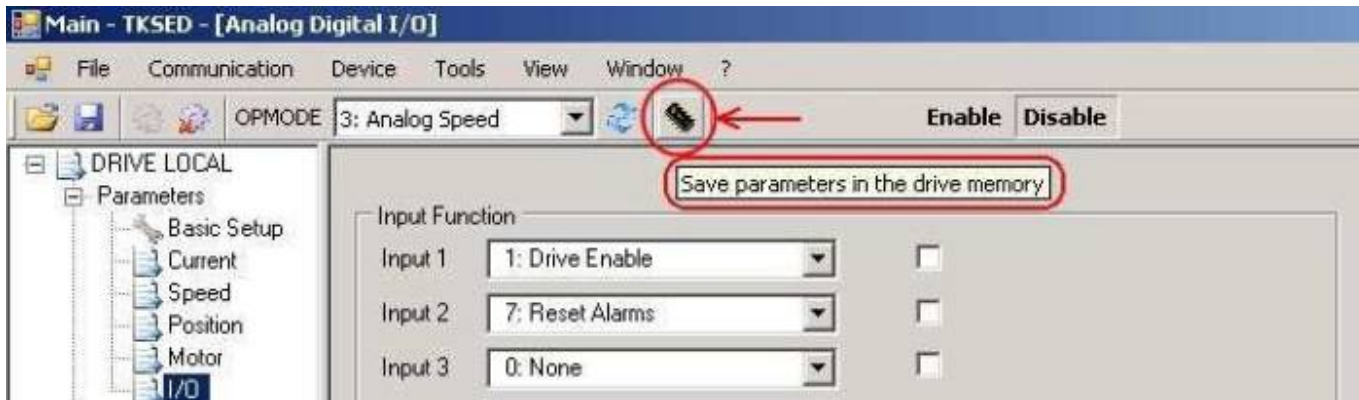 Main - TKSED - [Analog Digital I/O]
File Communication Device Tools View Window ?
OPMODE 3: Analog Speed Enable Disable
DRIVE LOCAL
Parameters
Basic Setup
Current
Speed
Position
Motor
I/O
Save parameters in the drive memory
Input Function
Input 1 1: Drive Enable
Input 2 7: Reset Alarms
Input 3 0: None